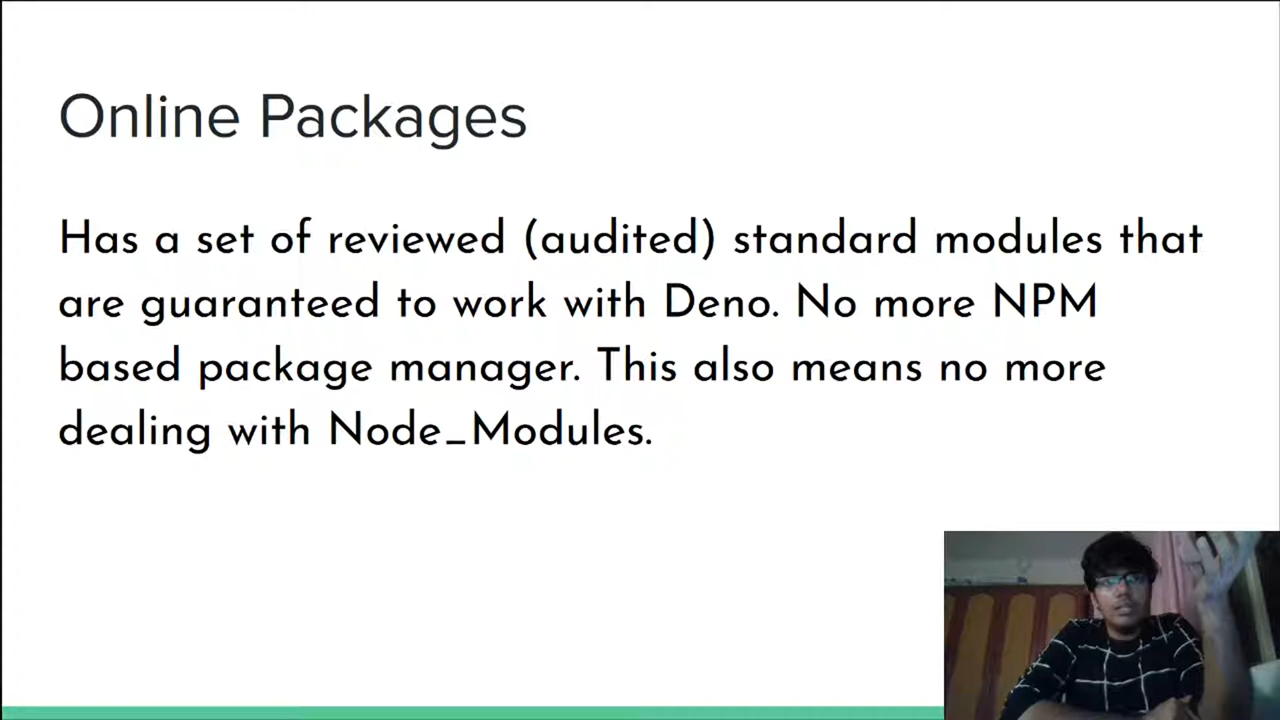 Online Packages
Has a set of reviewed (audited) standard modules that
are guaranteed to work with Deno. No more NPM
based package manager. This also means no more
dealing with Node_Modules.